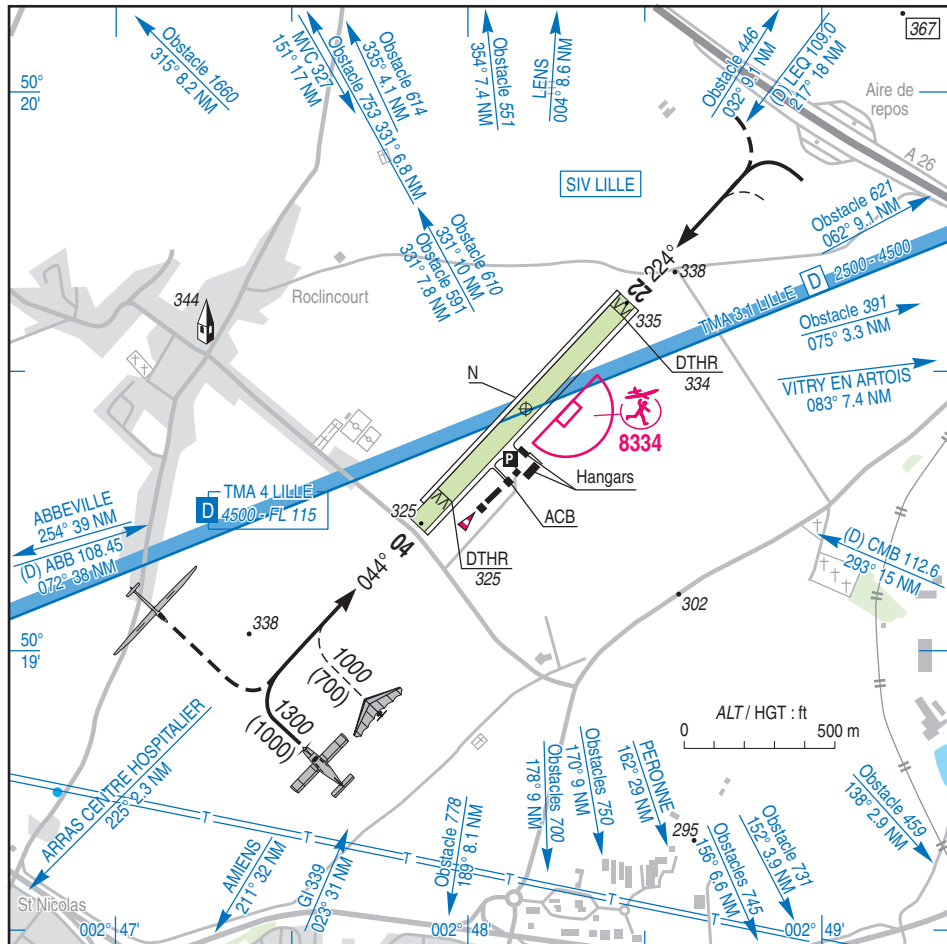 Obstacle 1660
315° 8.2 NM
MVC 327
151° 17 NM
Obstacle 753 331° 6.8 NM
Obstacle 614
335° 4.1 NM
Obstacle 551
354° 7.4 NM
LENS
004° 8.6 NM
Obstacle 446
032° 9.1 NM
(D) LEQ 109.0
217° 18 NM
367
50°
20'
Aire de
repos
A 26
SIV LILLE
Obstacle 621
062° 9.1 NM
Obstacle 610
331° 10 NM
Obstacle 591
331° 7.8 NM
224°
22
338
TMA 3.1 LILLE D 2500 - 4500
344
Roclincourt
335
Obstacle 391
075° 3.3 NM
DTHR
334
N
VITRY EN ARTOIS
083° 7.4 NM
8334
P
Hangars
ABBEVILLE
254° 39 NM
(D) ABB 108.45
072° 38 NM
D
TMA 4 LILLE
4500 - FL 115
325
ACB
04
044°
DTHR
325
(D) CMB 112.6
293° 15 NM
302
338
50°
19'
1000
(700)
1300
(1000)
ALT / HGT : ft
0
500 m
ARRAS CENTRE HOSPITALIER
225° 2.3 NM
T
T
T
T
T
T
AMIENS
211° 32 NM
GI 339
023° 31 NM
Obstacle 778
189° 8.1 NM
Obstacles 700
178° 9 NM
Obstacles 750
170° 9 NM
PERONNE
162° 29 NM
295
Obstacles 745
156° 6.6 NM
Obstacle 731
152° 3.9 NM
Obstacle 459
138° 2.9 NM
St Nicolas
002° 47'
002° 48'
002° 49'